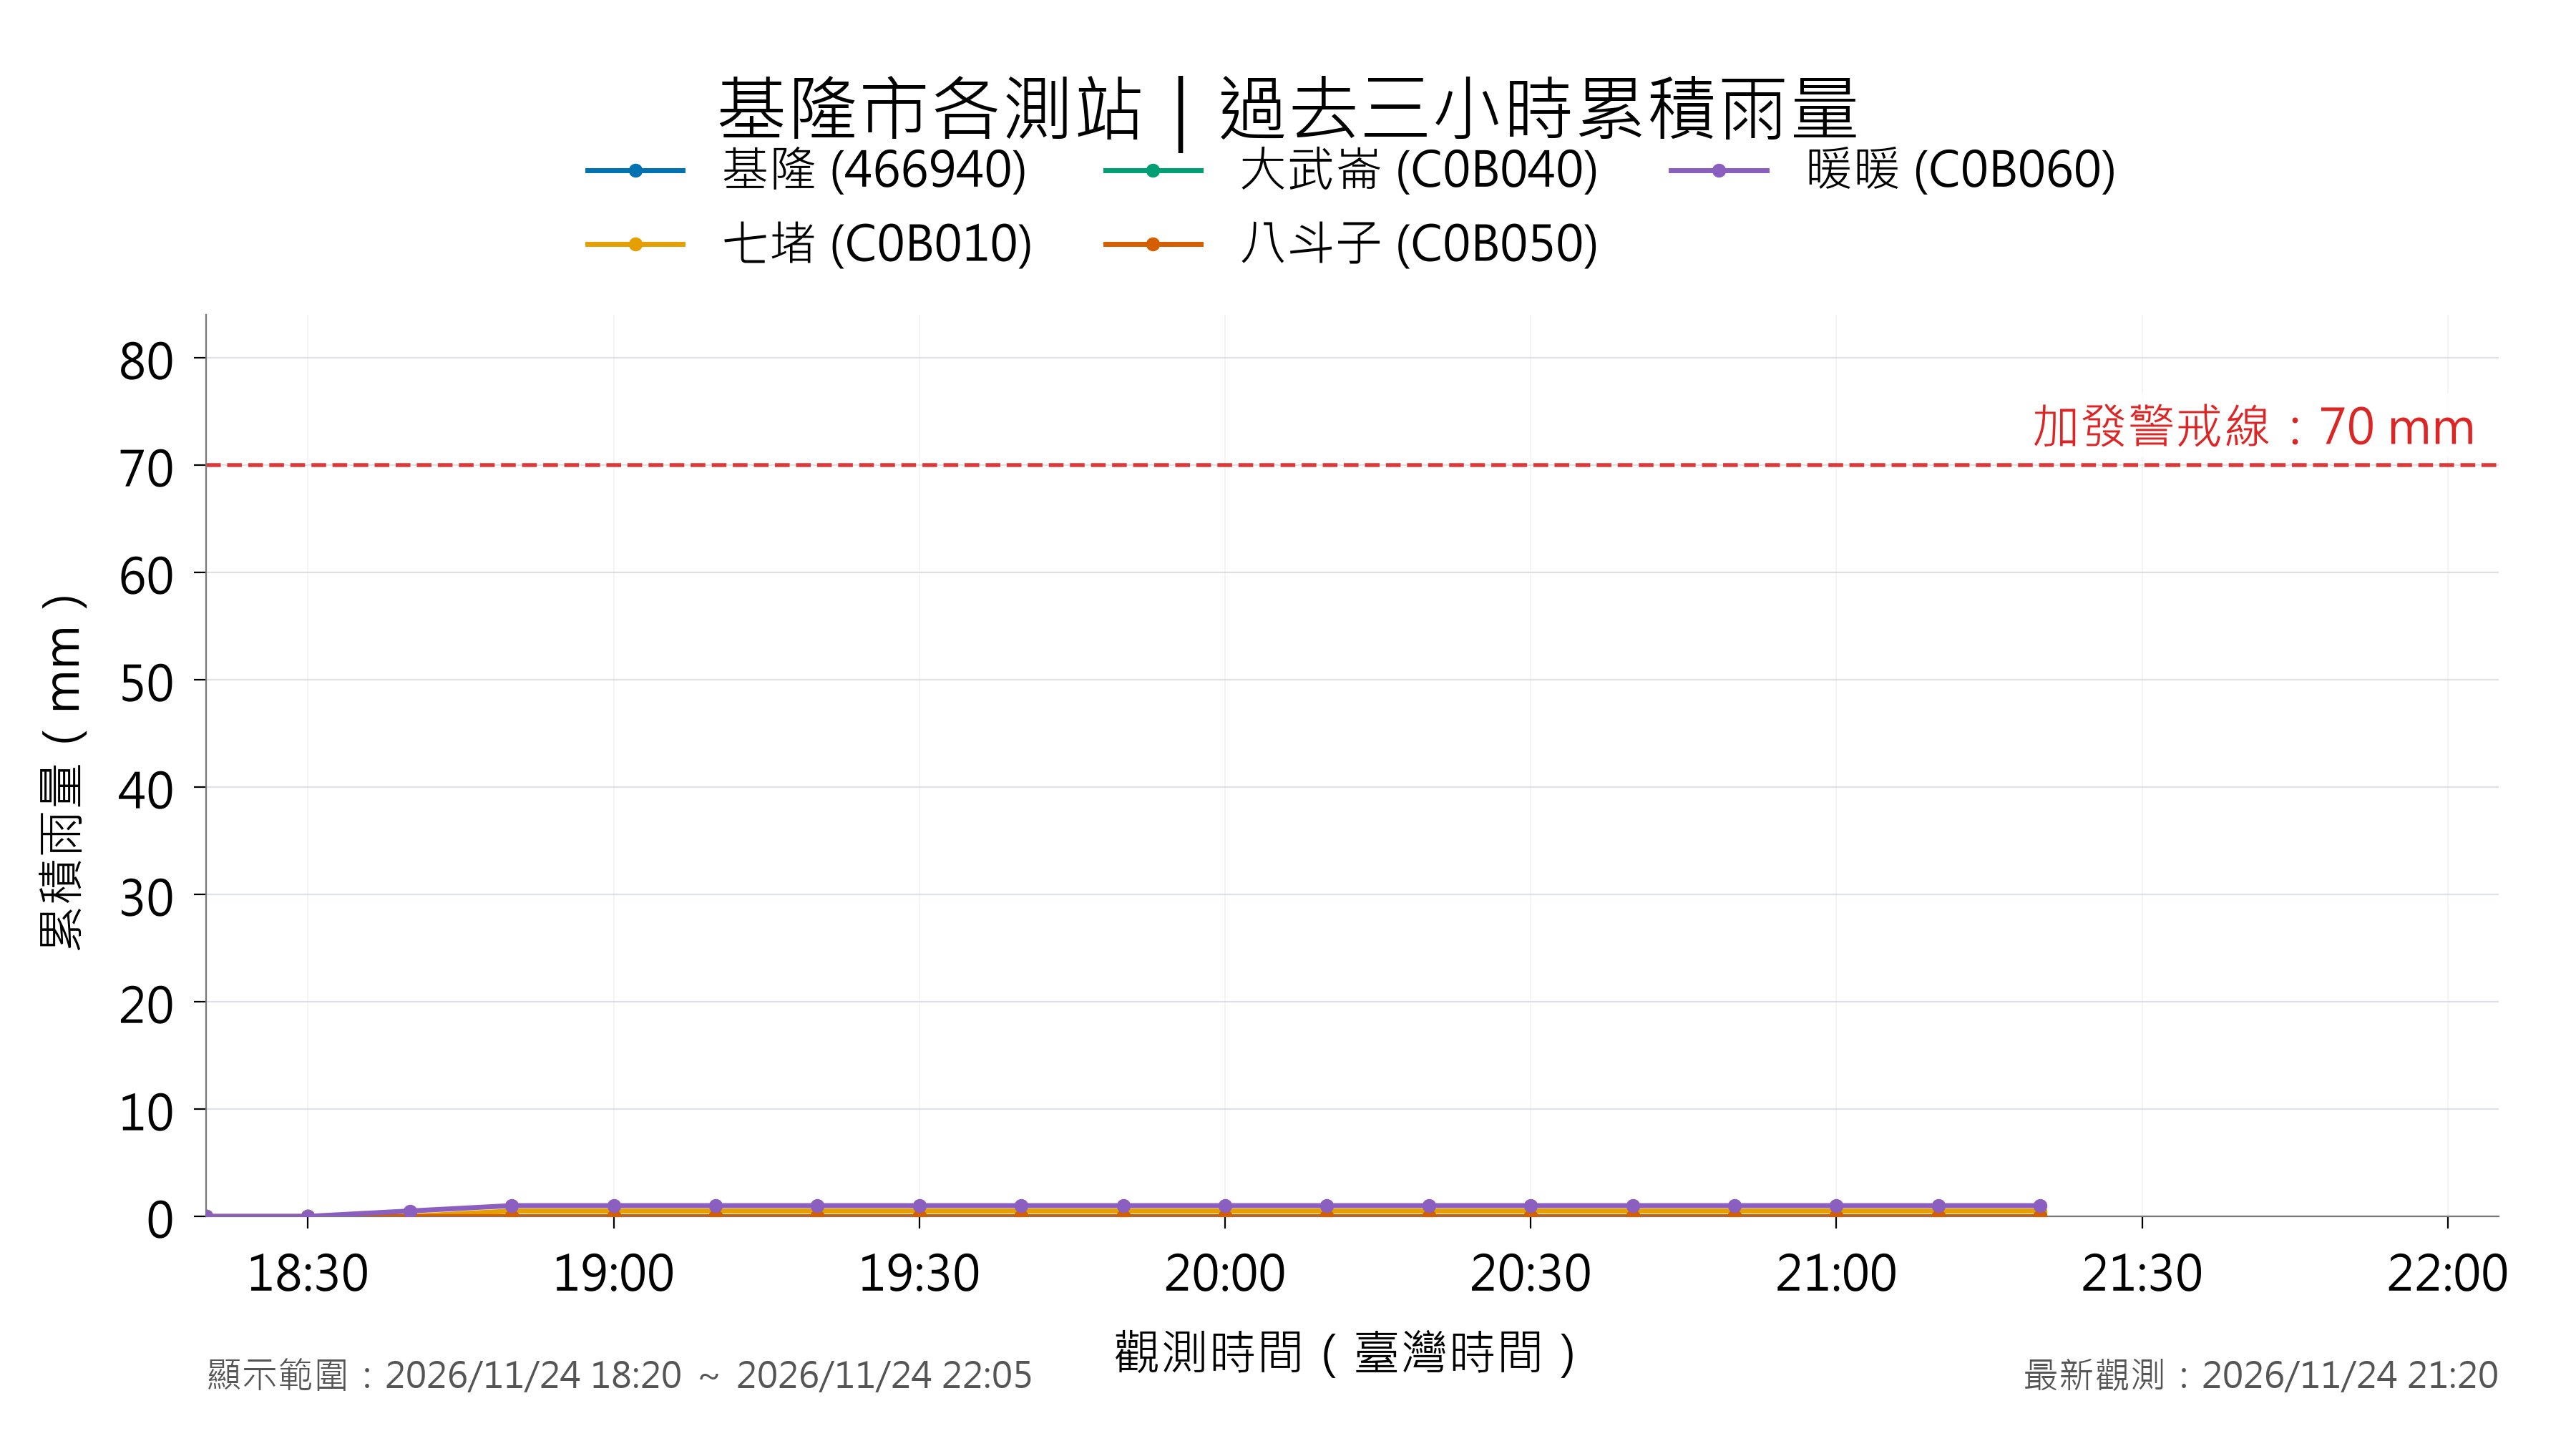 基隆市各測站｜過去三小時累積雨量
基隆 (466940)
大武崙 (C0B040)
暖暖 (C0B060)
七堵 (C0B010)
八斗子 (C0B050)
80
70
60
50
40
30
20
10
0
加發警戒線：70 mm
累積雨量（mm）
18:30
19:00
19:30
20:00
20:30
21:00
21:30
22:00
觀測時間（臺灣時間）
顯示範圍：2026/11/24 18:20 ~ 2026/11/24 22:05
最新觀測：2026/11/24 21:20